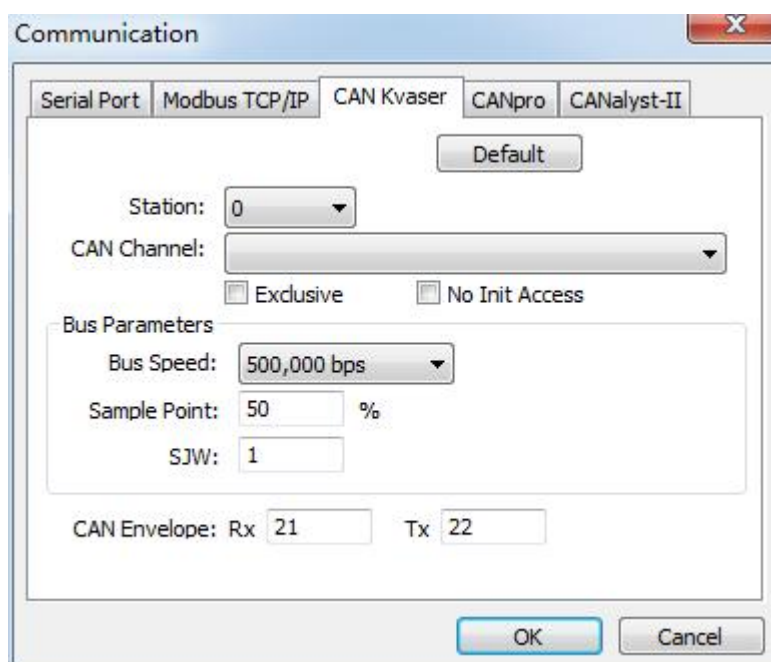 Communication
Serial Port Modbus TCP/IP CAN Kvaser CANpro CANalyst-II
Default
Station: 0
CAN Channel:
Exclusive No Init Access
Bus Parameters
Bus Speed: 500,000 bps
Sample Point: 50 %
SJW: 1
CAN Envelope: Rx 21 Tx 22
OK Cancel